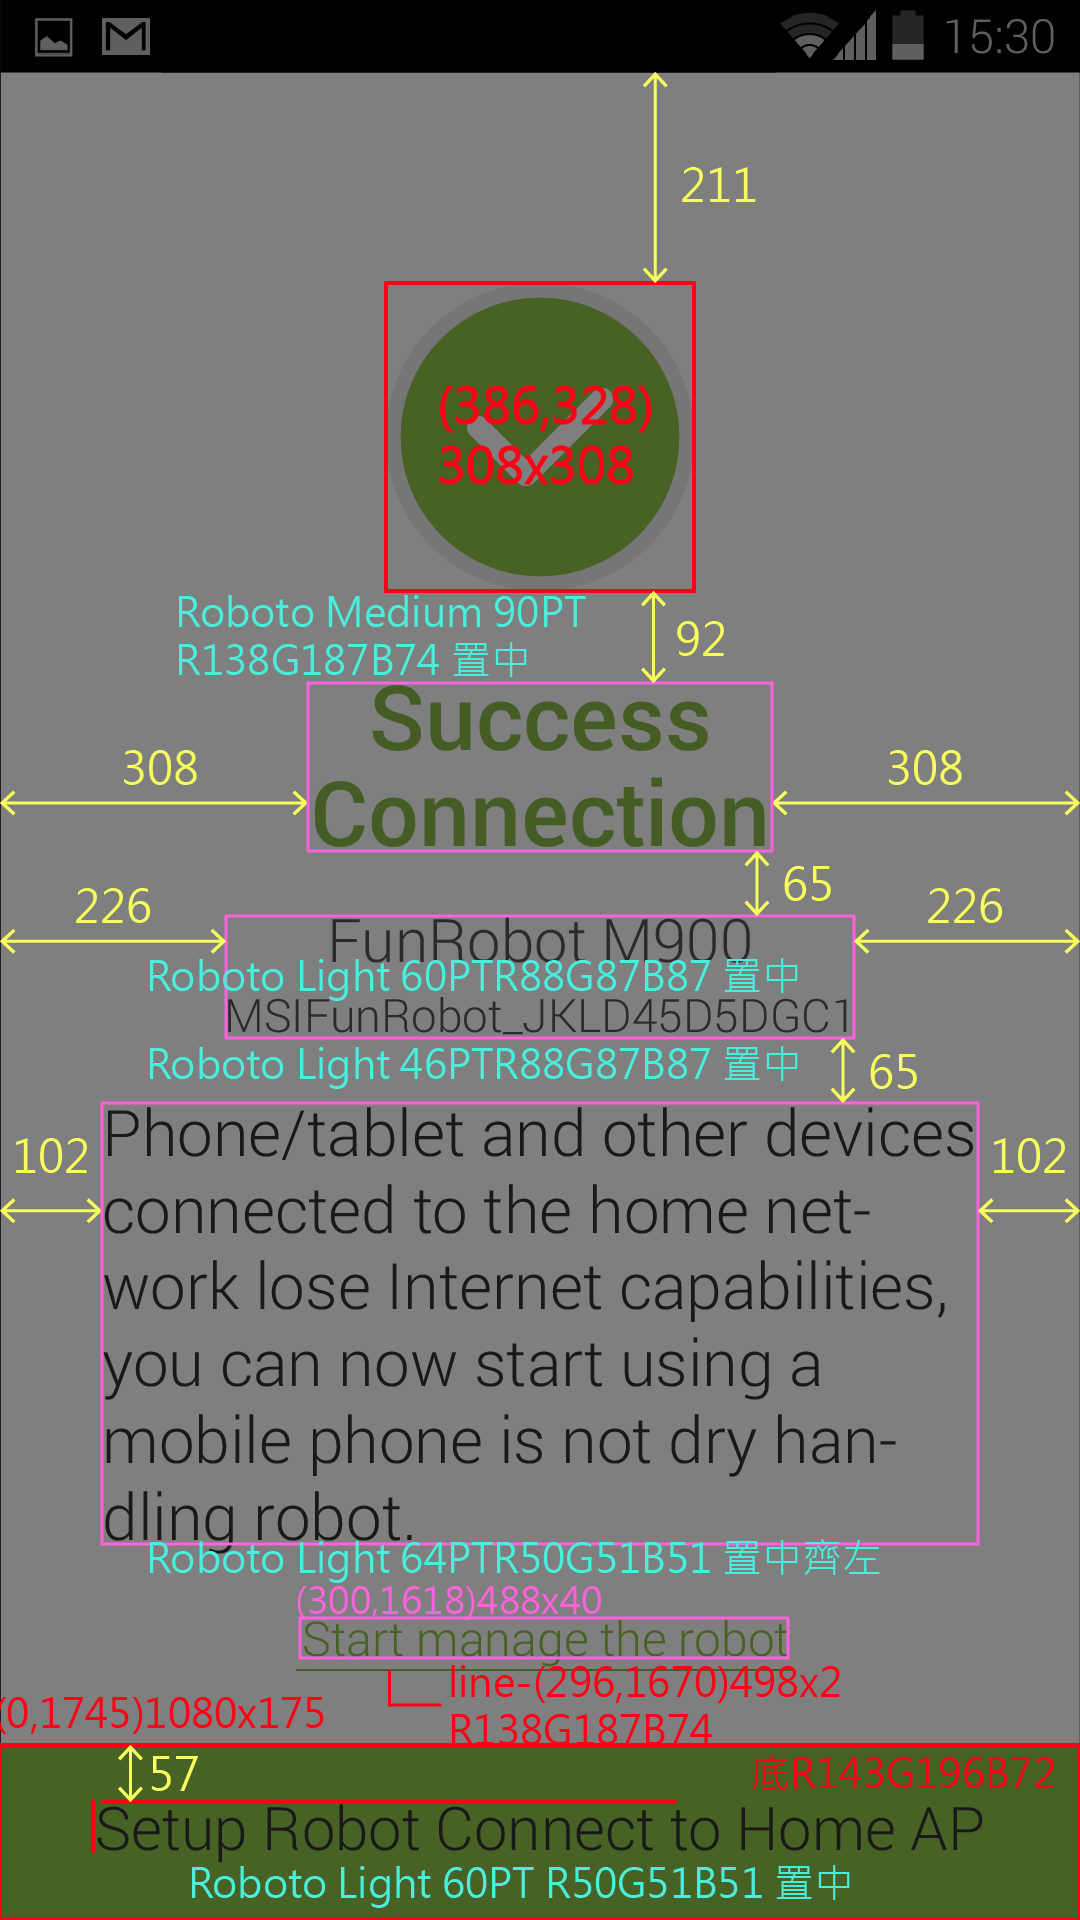 15:30
211
(386,328)
308x308
Roboto Medium 90PT
R138G187B74 置中
92
Success
Connection
308
308
65
226
226
FunRobot M900
Roboto Light 60PTR88G87B87 置中
MSIFunRobot_JKLD45D5DGC1
Roboto Light 46PTR88G87B87 置中
65
102
102
Phone/tablet and other devices
connected to the home net-
work lose Internet capabilities,
you can now start using a
mobile phone is not dry han-
dling robot.
Roboto Light 64PTR50G51B51 置中齊左
(300,1618)488x40
Start manage the robot
line-(296,1670)498x2
R138G187B74
(0,1745)1080x175
57
底R143G196B72
Setup Robot Connect to Home AP
Roboto Light 60PT R50G51B51 置中